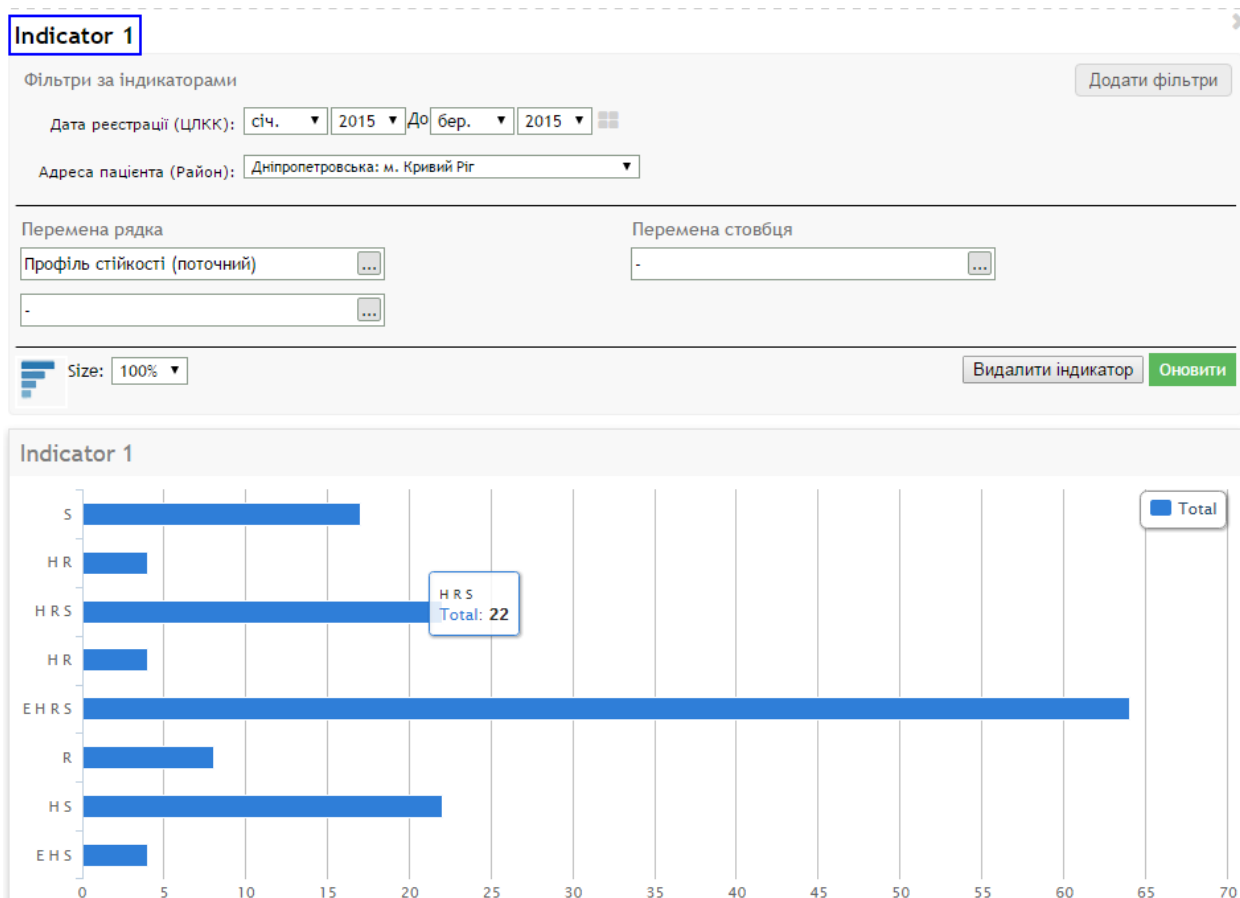 Indicator 1
Фільтри за індикаторами
Додати фільтри
Дата реєстрації (ЦЛКК): січ. 2015 До бер. 2015
Адреса пацієнта (Район): Дніпропетровська: м. Кривий Ріг
Перемена рядка
Перемена стовбця
Профіль стійкості (поточний) ...
- ...
- ...
Size: 100%
Видалити індикатор
Оновити
Indicator 1
Total
S
H R
H R S
H R S
Total: 22
H R
E H R S
R
H S
E H S
0 5 10 15 20 25 30 35 40 45 50 55 60 65 70